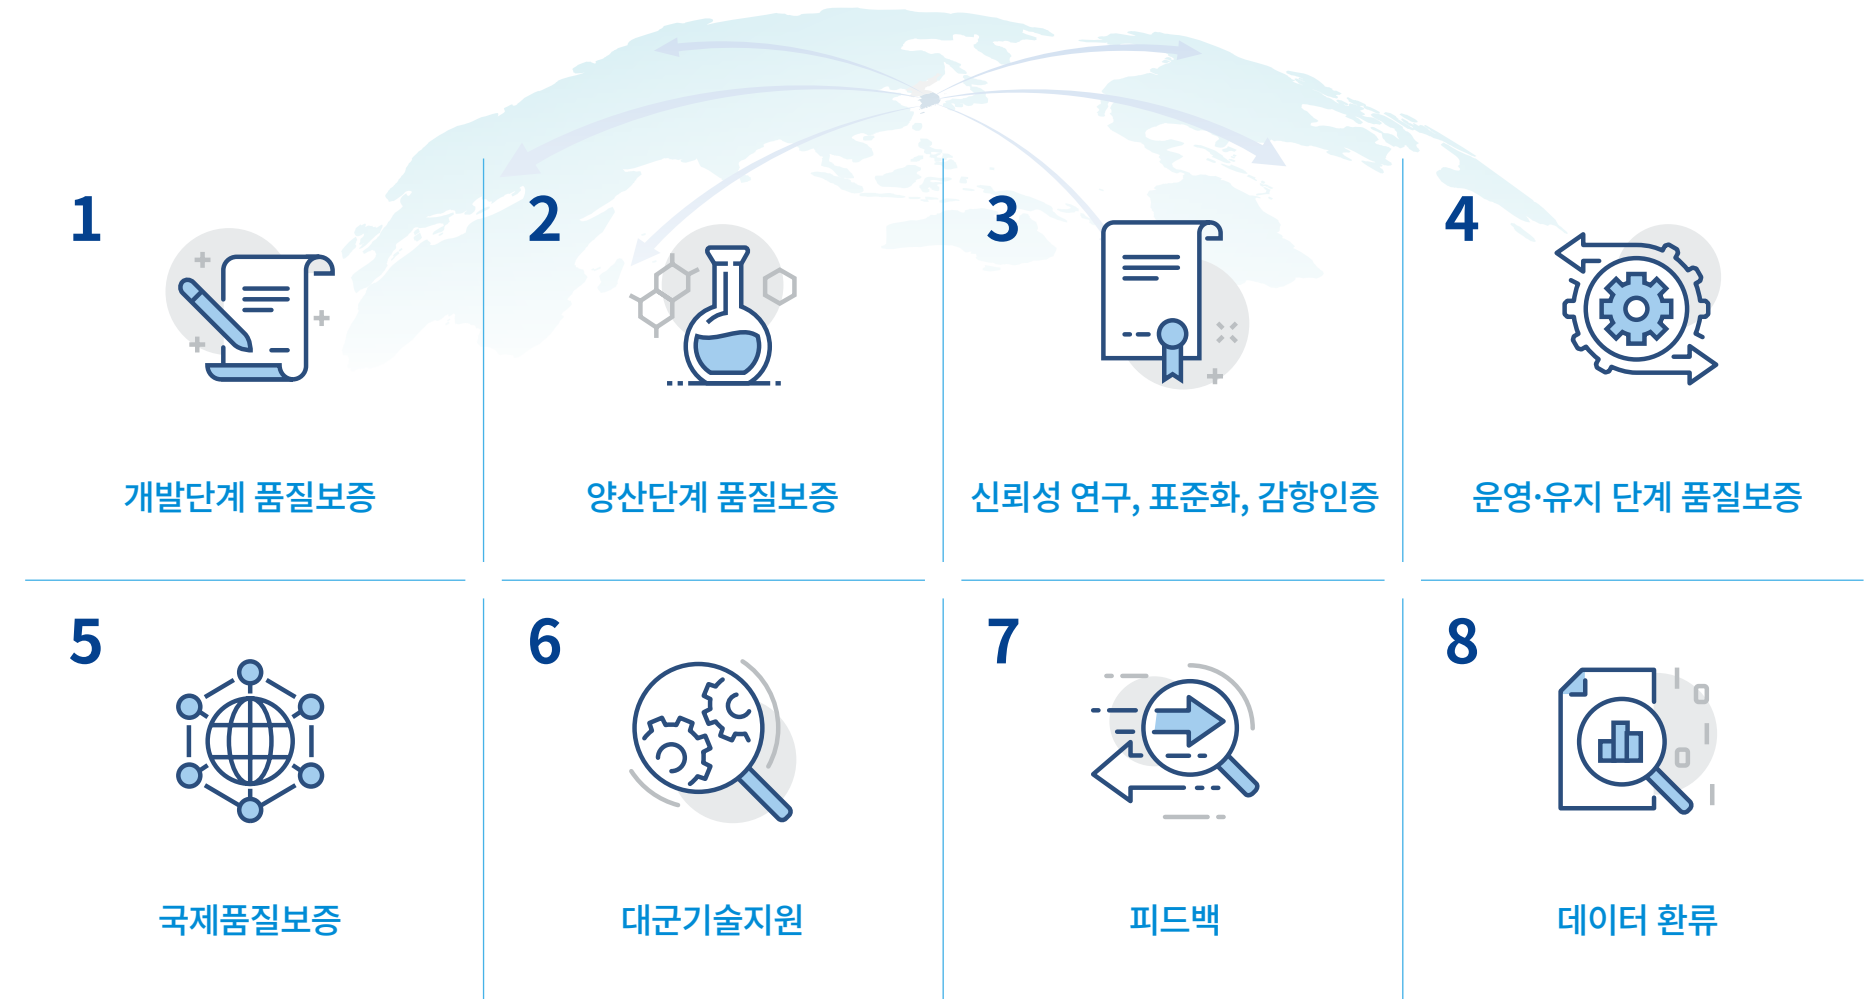 1
개발단계 품질보증
2
양산단계 품질보증
3
신뢰성 연구, 표준화, 감항인증
4
운영·유지 단계 품질보증
5
국제품질보증
6
대군기술지원
7
피드백
8
데이터 환류